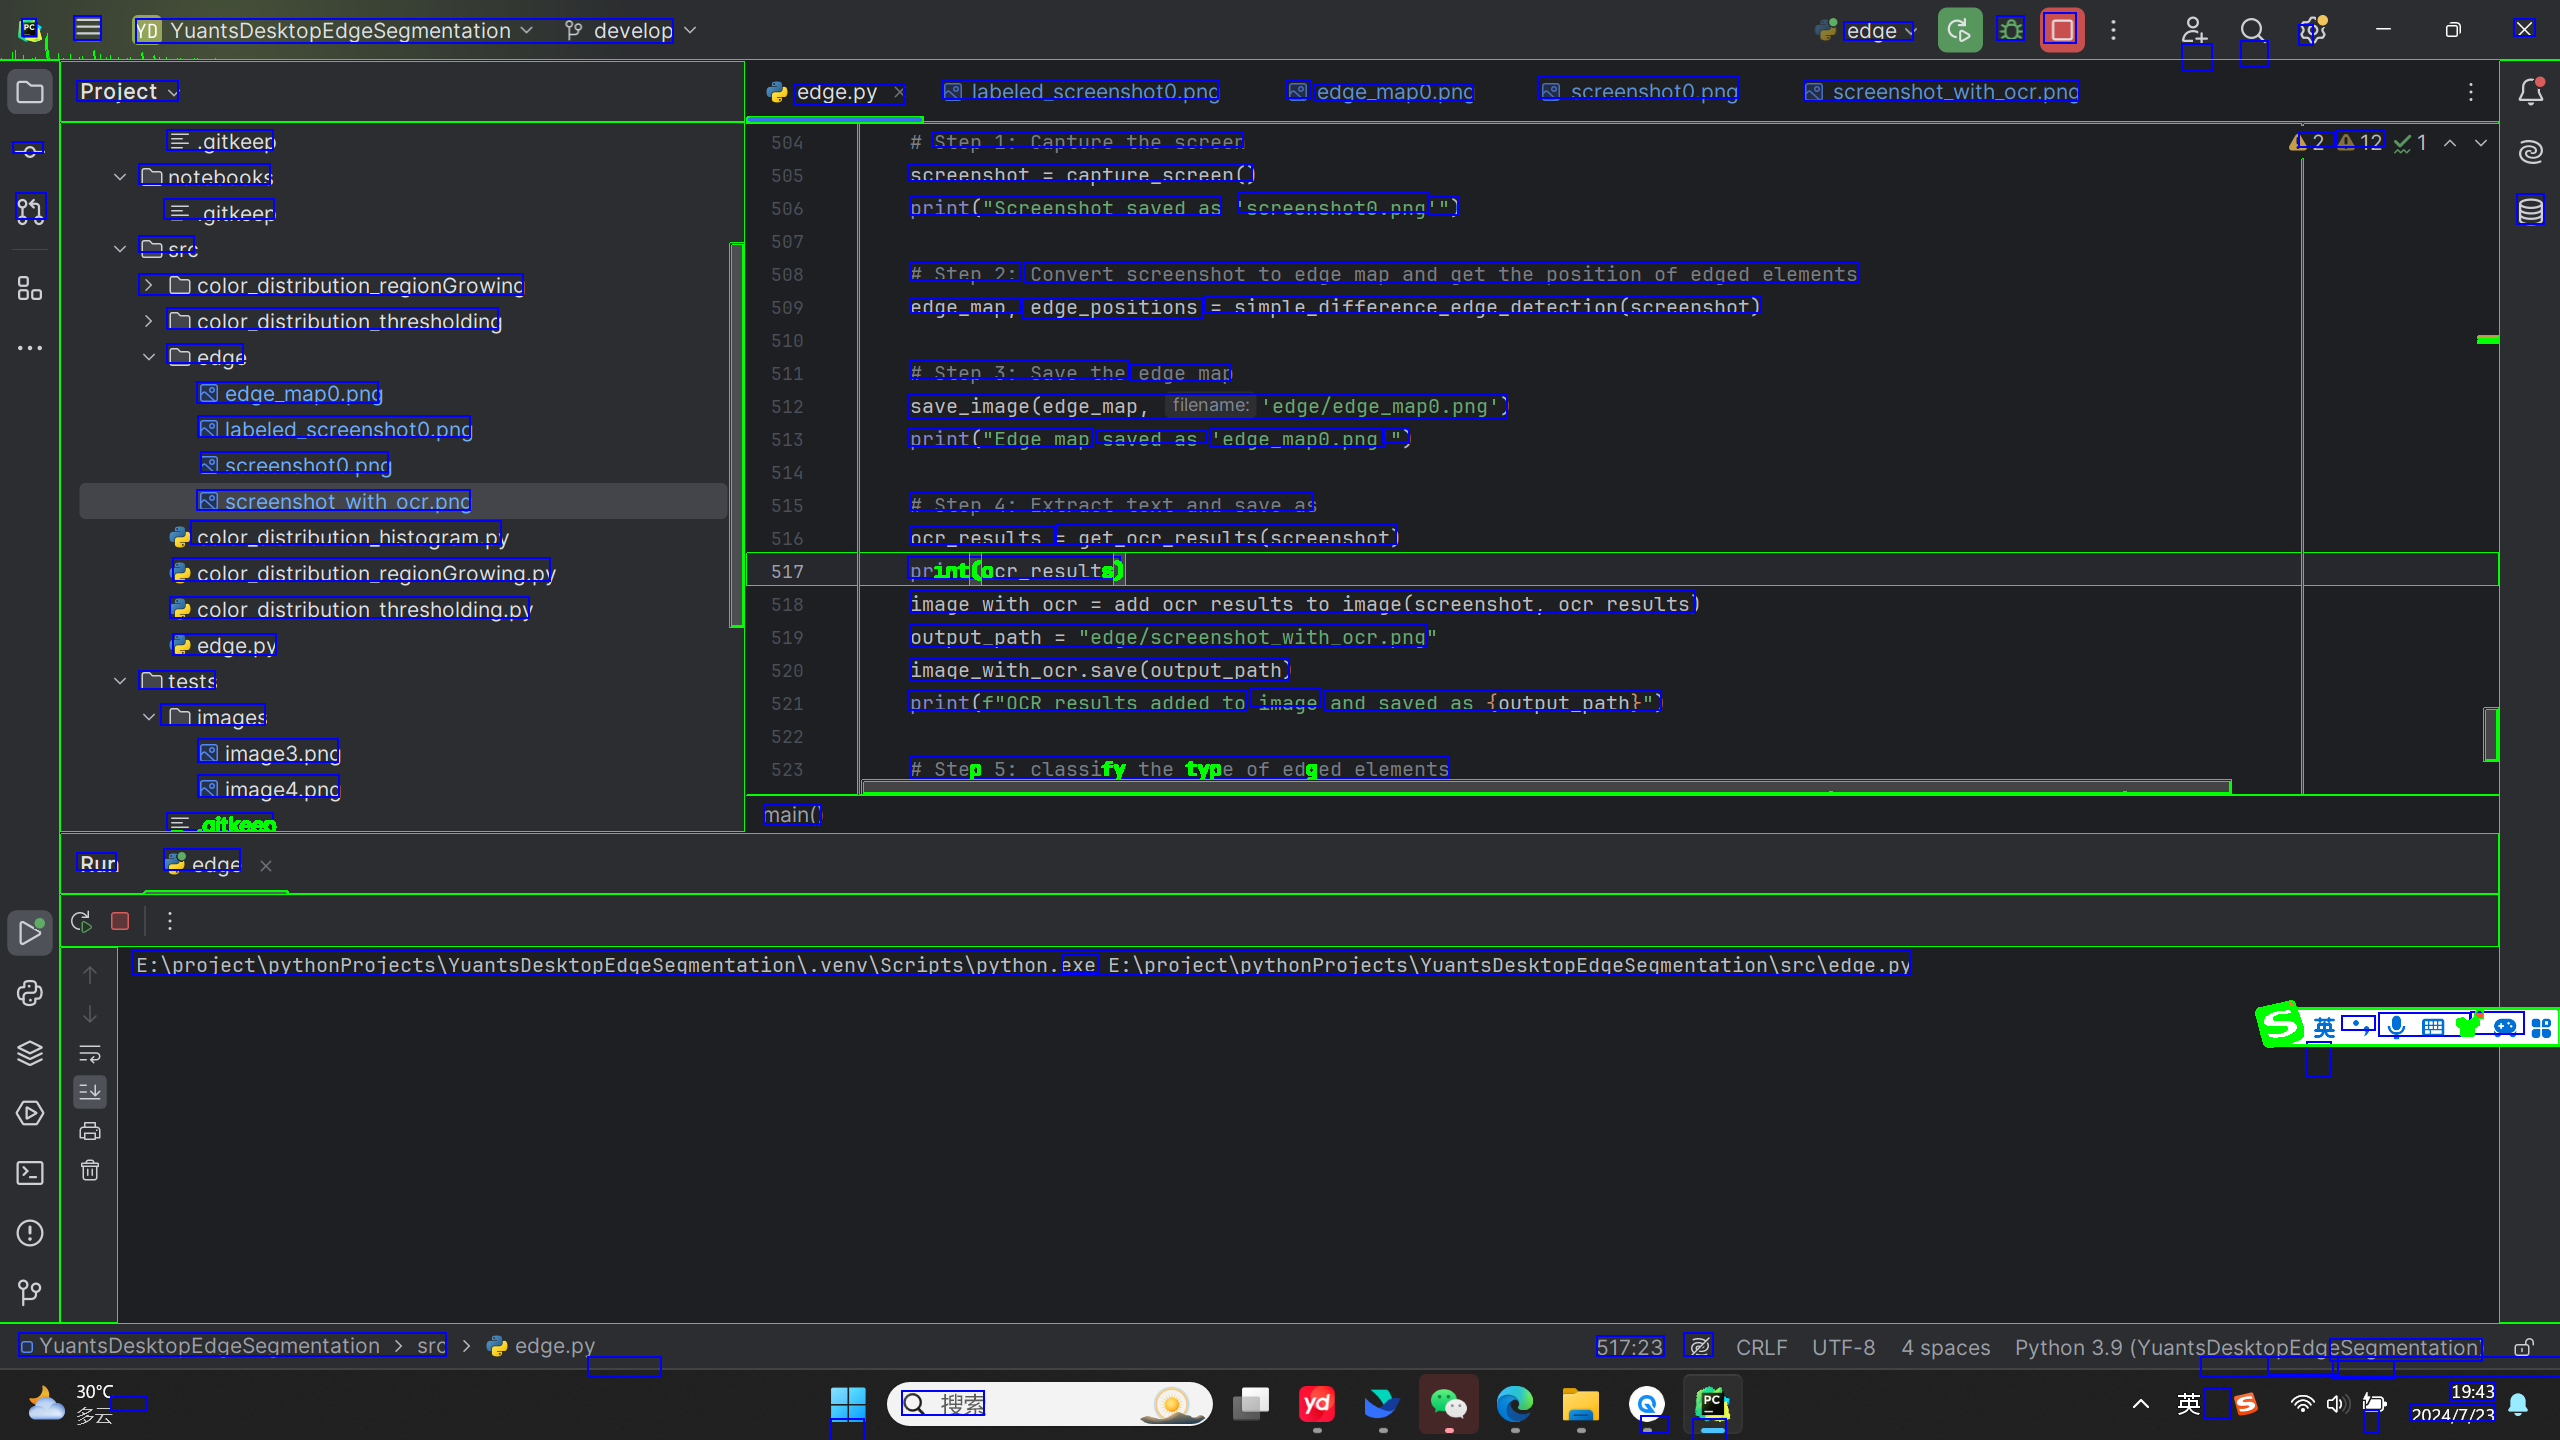 YD YuantsDesktopEdgeSegmentation develop edge
Project
edge.py labeled_screenshot0.png edge_map0.png screenshot0.png screenshot_with_ocr.png
.gitkeep
notebooks
.gitkeep
src
color_distribution_regionGrowing
color_distribution_thresholding
edge
edge_map0.png
labeled_screenshot0.png
screenshot0.png
screenshot_with_ocr.png
color_distribution_histogram.py
color_distribution_regionGrowing.py
color_distribution_thresholding.py
edge.py
tests
images
image3.png
image4.png
.gitkeep
2 12 1
504 # Step 1: Capture the screen
505 screenshot = capture_screen()
506 print("Screenshot saved as 'screenshot0.png'")
507
508 # Step 2: Convert screenshot to edge map and get the position of edged elements
509 edge_map, edge_positions = simple_difference_edge_detection(screenshot)
510
511 # Step 3: Save the edge map
512 save_image(edge_map, filename: 'edge/edge_map0.png')
513 print("Edge map saved as 'edge_map0.png'")
514
515 # Step 4: Extract text and save as
516 ocr_results = get_ocr_results(screenshot)
517 print(ocr_results)
518 image_with_ocr = add_ocr_results_to_image(screenshot, ocr_results)
519 output_path = "edge/screenshot_with_ocr.png"
520 image_with_ocr.save(output_path)
521 print(f"OCR results added to image and saved as {output_path}")
522
523 # Step 5: classify the type of edged elements
main()
Run edge
E:\project\pythonProjects\YuantsDesktopEdgeSegmentation\.venv\Scripts\python.exe E:\project\pythonProjects\YuantsDesktopEdgeSegmentation\src\edge.py
英
YuantsDesktopEdgeSegmentation > src > edge.py
517:23 CRLF UTF-8 4 spaces Python 3.9 (YuantsDesktopEdgeSegmentation)
30°C
多云
搜索
yd
PC
英
19:43
2024/7/23